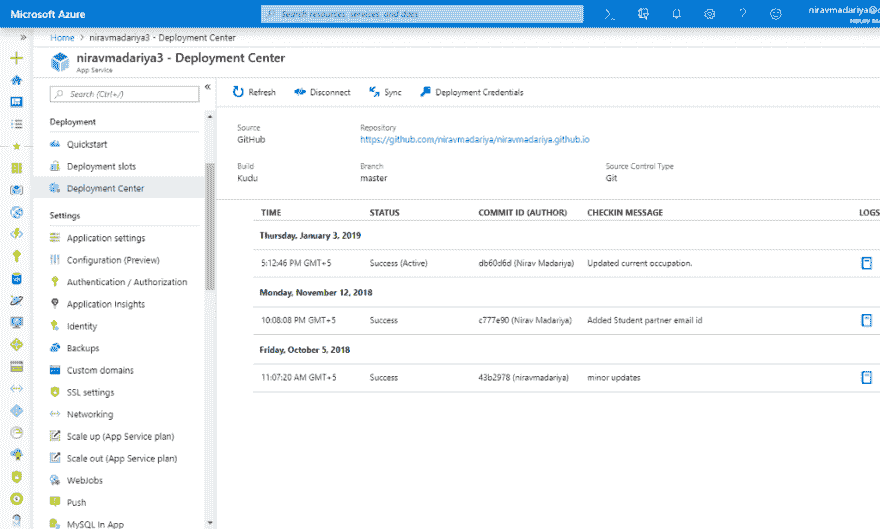 Microsoft Azure
Search resources, services, and docs
niravmadariya@
Home > niravmadariya3 - Deployment Center
niravmadariya3 - Deployment Center
App Service
Search (Ctrl+/)
Refresh
Disconnect
Sync
Deployment Credentials
Deployment
Quickstart
Deployment slots
Deployment Center
Settings
Application settings
Configuration (Preview)
Authentication / Authorization
Application Insights
Identity
Backups
Custom domains
SSL settings
Networking
Scale up (App Service plan)
Scale out (App Service plan)
WebJobs
Push
MySQL In App
Source
GitHub
Repository
https://github.com/niravmadariya/niravmadariya.github.io
Build
Kudu
Branch
master
Source Control Type
Git
TIME STATUS COMMIT ID (AUTHOR) CHECKIN MESSAGE LOGS
Thursday, January 3, 2019
5:12:46 PM GMT+5 Success (Active) db60d6d (Nirav Madariya) Updated current occupation.
Monday, November 12, 2018
10:08:08 PM GMT+5 Success c777e90 (Nirav Madariya) Added Student partner email id
Friday, October 5, 2018
11:07:20 AM GMT+5 Success 43b2978 (niravmadariya) minor updates